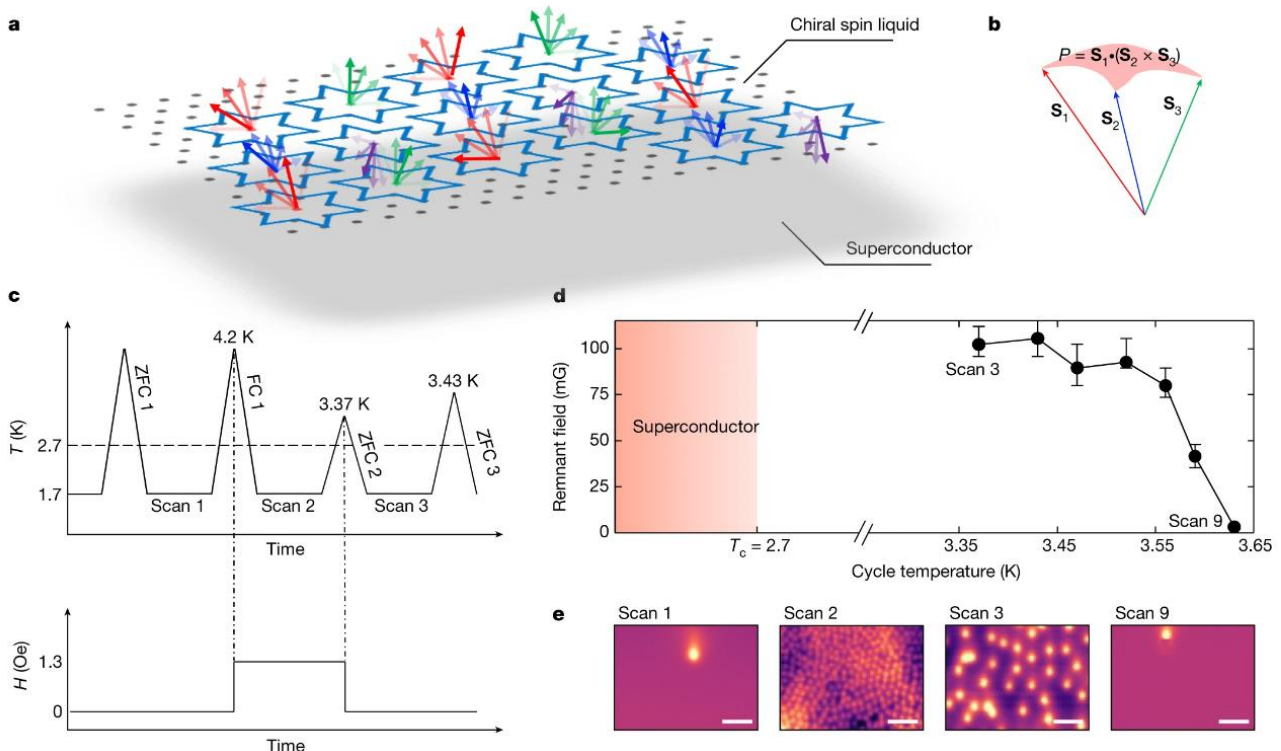 a
Chiral spin liquid
Superconductor
b
P = S₁•(S₂ × S₃)
S₁
S₂
S₃
c
4.2 K
3.43 K
3.37 K
ZFC 1
FC 1
ZFC 2
ZFC 3
T (K)
2.7
1.7
Scan 1
Scan 2
Scan 3
Time
H (Oe)
1.3
0
Time
d
Remnant field (mG)
100
75
50
25
0
Superconductor
Scan 3
Scan 9
T꜀ = 2.7
3.35
3.45
3.55
3.65
Cycle temperature (K)
e
Scan 1
Scan 2
Scan 3
Scan 9